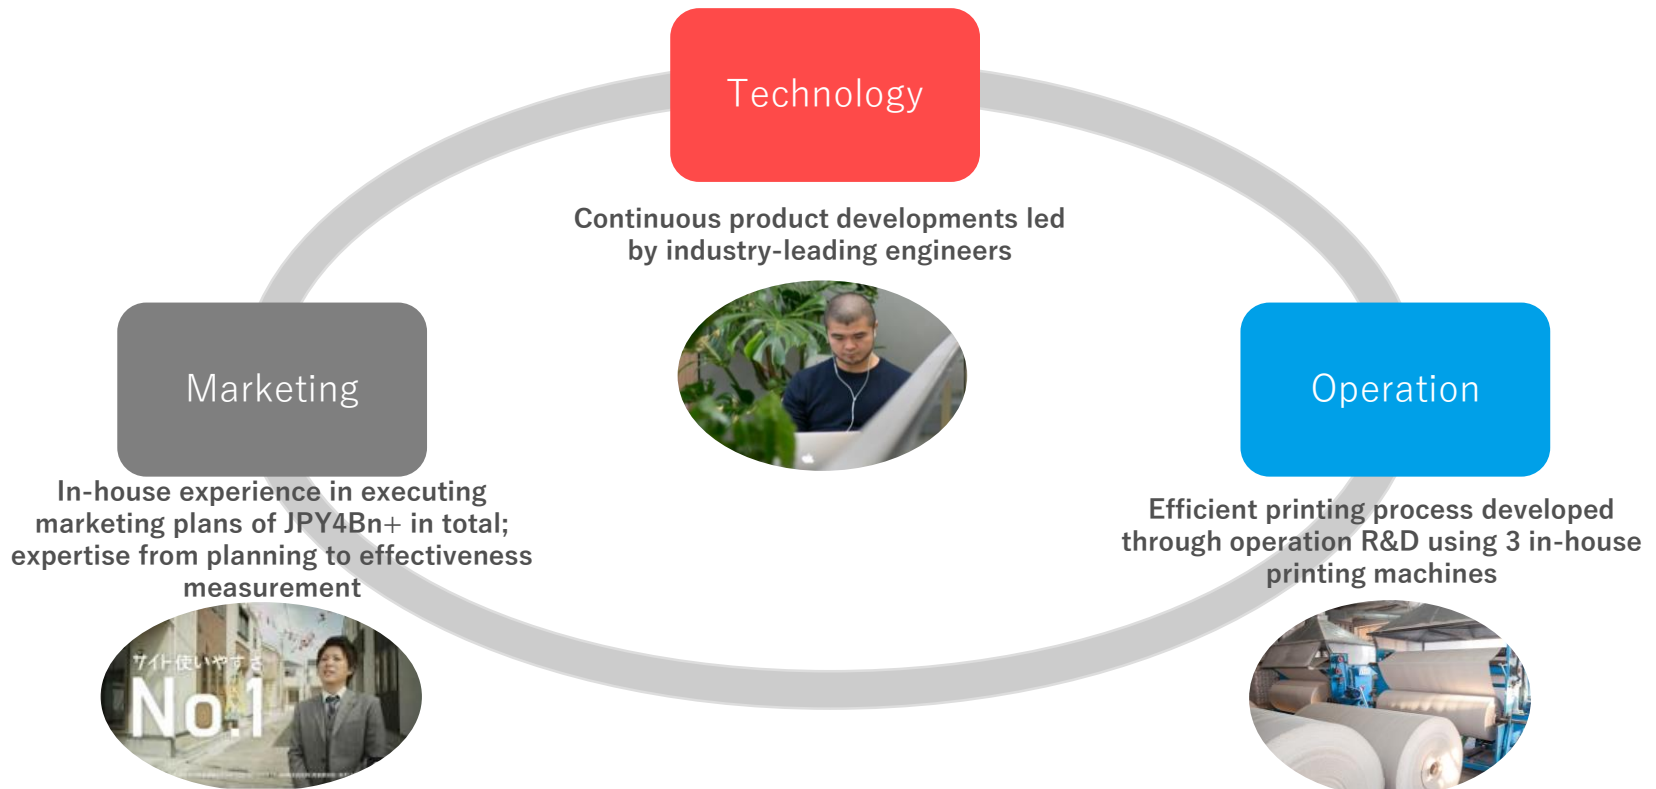 Technology
Continuous product developments led
by industry-leading engineers
Marketing
In-house experience in executing
marketing plans of JPY4Bn+ in total;
expertise from planning to effectiveness
measurement
サイト使いやすさ
No.1
Operation
Efficient printing process developed
through operation R&D using 3 in-house
printing machines